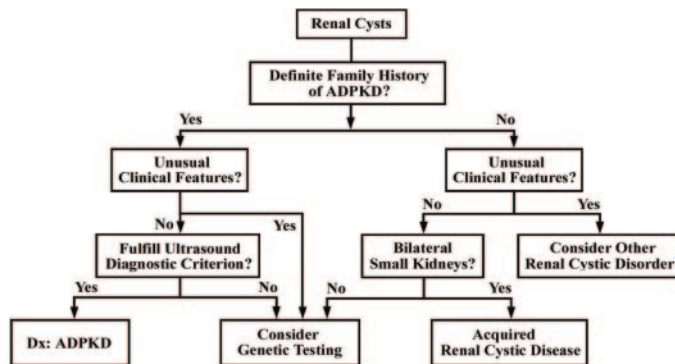 Renal Cysts
Definite Family History
of ADPKD?
Yes
No
Unusual
Clinical Features?
Unusual
Clinical Features?
No
Yes
No
Yes
Fulfill Ultrasound
Diagnostic Criterion?
Bilateral
Small Kidneys?
Consider Other
Renal Cystic Disorder
Yes
No
No
Yes
Dx: ADPKD
Consider
Genetic Testing
Acquired
Renal Cystic Disease